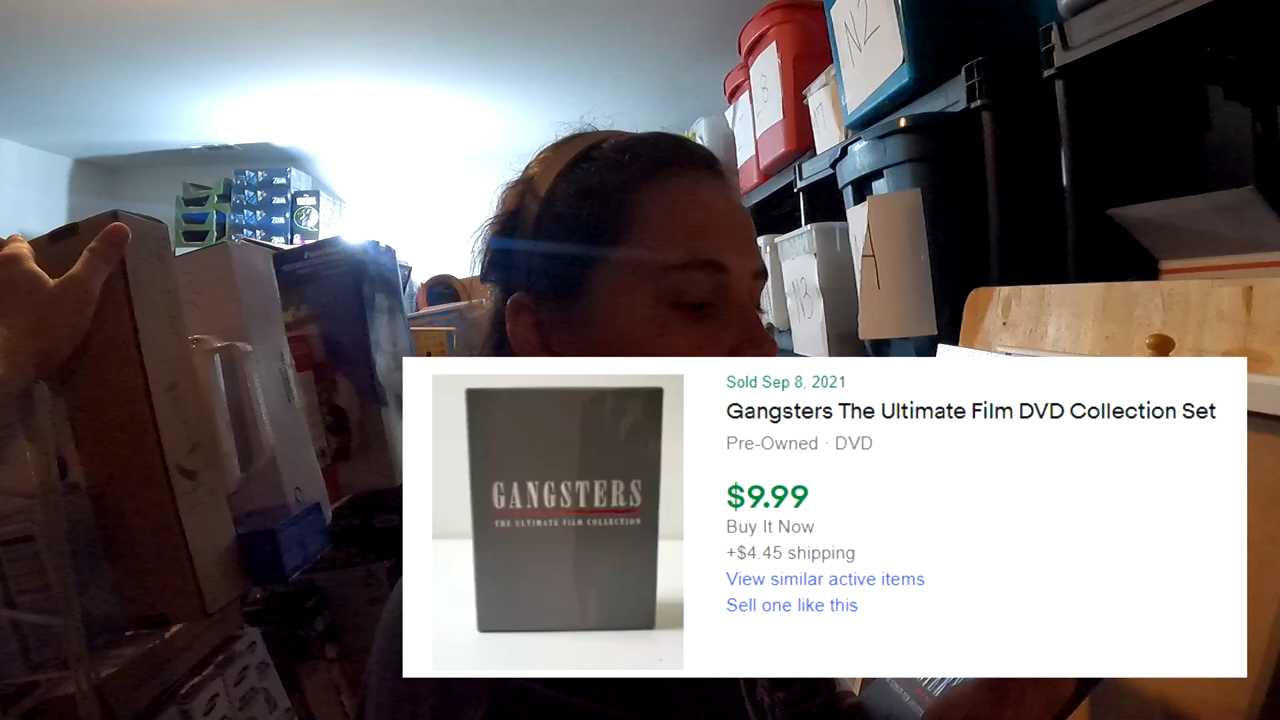 N2
8
A
N3
Sold Sep 8, 2021
Gangsters The Ultimate Film DVD Collection Set
Pre-Owned · DVD
$9.99
Buy It Now
+$4.45 shipping
View similar active items
Sell one like this
GANGSTERS
THE ULTIMATE FILM COLLECTION